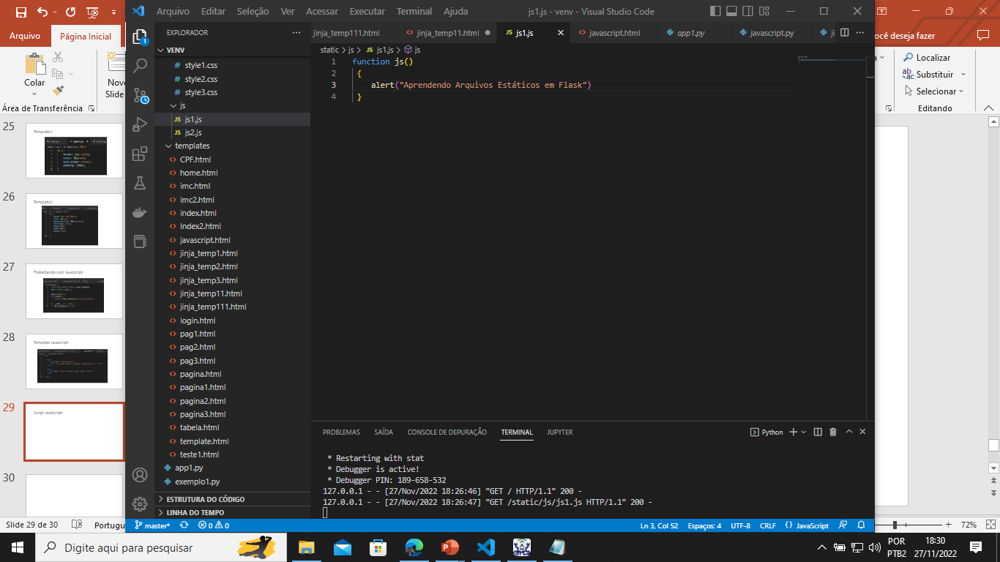 Arquivo Editar Seleção Ver Acessar Executar Terminal Ajuda
js1.js - venv - Visual Studio Code
Arquivo
Página Inicial
ocê deseja fazer
Colar
Novo
Slide
Área de Transferência
Localizar
Substituir
Selecionar
Editando
25
Template1:
26
Template2:
27
Trabalhando com JavaScript:
28
Template Javascript:
29
Script JavaScript:
30
EXPLORADOR
1
VENV
style1.css
style2.css
style3.css
js
JS js1.js
JS js2.js
templates
CPF.html
home.html
imc.html
imc2.html
index.html
Index2.html
javascript.html
jinja_temp1.html
jinja_temp2.html
jinja_temp3.html
jinja_temp11.html
jinja_temp111.html
login.html
pag1.html
pag2.html
pag3.html
pagina.html
pagina1.html
pagina2.html
pagina3.html
tabela.html
template.html
teste1.html
app1.py
exemplo1.py
ESTRUTURA DO CÓDIGO
LINHA DO TEMPO
jinja_temp111.html
jinja_temp11.html
JS js1.js
javascript.html
app1.py
javascript.py
ji
static > js > JS js1.js > js
1 function js()
2 {
3 alert("Aprendendo Arquivos Estáticos em Flask")
4 }
PROBLEMAS SAÍDA CONSOLE DE DEPURAÇÃO TERMINAL JUPYTER
Python
* Restarting with stat
* Debugger is active!
* Debugger PIN: 189-658-532
127.0.0.1 - - [27/Nov/2022 18:26:46] "GET / HTTP/1.1" 200 -
127.0.0.1 - - [27/Nov/2022 18:26:47] "GET /static/js/js1.js HTTP/1.1" 200 -
Slide 29 de 30
Portugu
master*
0 0
Ln 3, Col 52 Espaços: 4 UTF-8 CRLF {} JavaScript
72%
Digite aqui para pesquisar
POR
PTB2
18:30
27/11/2022